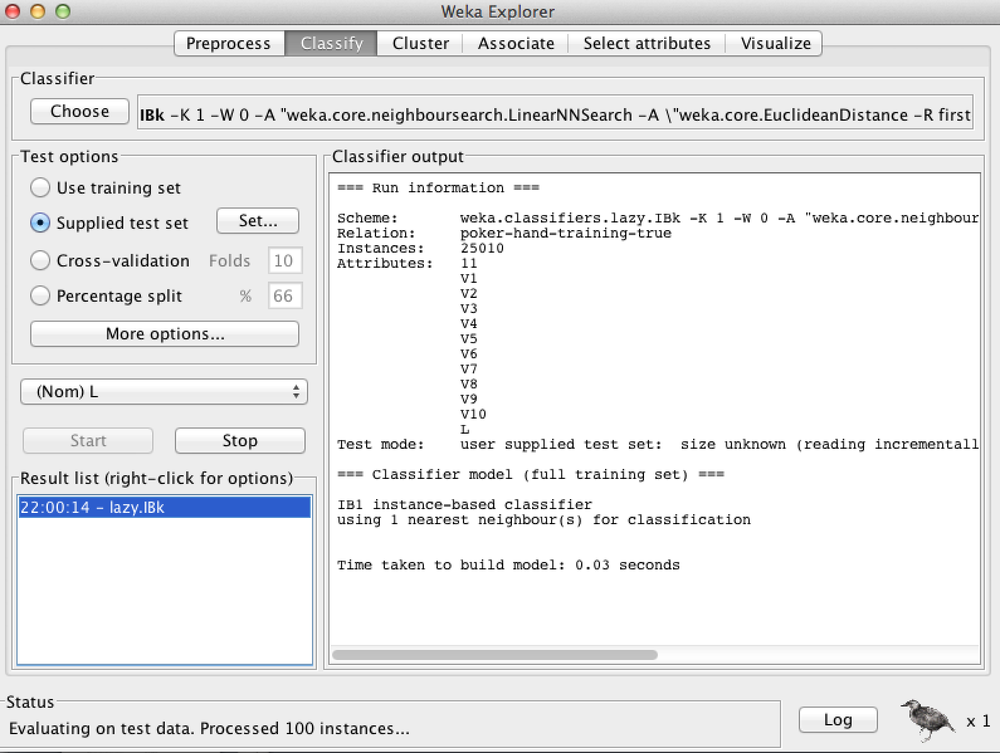 Weka Explorer
Preprocess Classify Cluster Associate Select attributes Visualize
Classifier
Choose IBk -K 1 -W 0 -A "weka.core.neighboursearch.LinearNNSearch -A \"weka.core.EuclideanDistance -R first
Test options
Use training set
Supplied test set Set...
Cross-validation Folds 10
Percentage split % 66
More options...
(Nom) L
Start Stop
Result list (right-click for options)
22:00:14 - lazy.IBk
Classifier output
=== Run information ===
Scheme: weka.classifiers.lazy.IBk -K 1 -W 0 -A "weka.core.neighbour
Relation: poker-hand-training-true
Instances: 25010
Attributes: 11
V1
V2
V3
V4
V5
V6
V7
V8
V9
V10
L
Test mode: user supplied test set: size unknown (reading incrementall
=== Classifier model (full training set) ===
IB1 instance-based classifier
using 1 nearest neighbour(s) for classification
Time taken to build model: 0.03 seconds
Status
Evaluating on test data. Processed 100 instances...
Log x 1